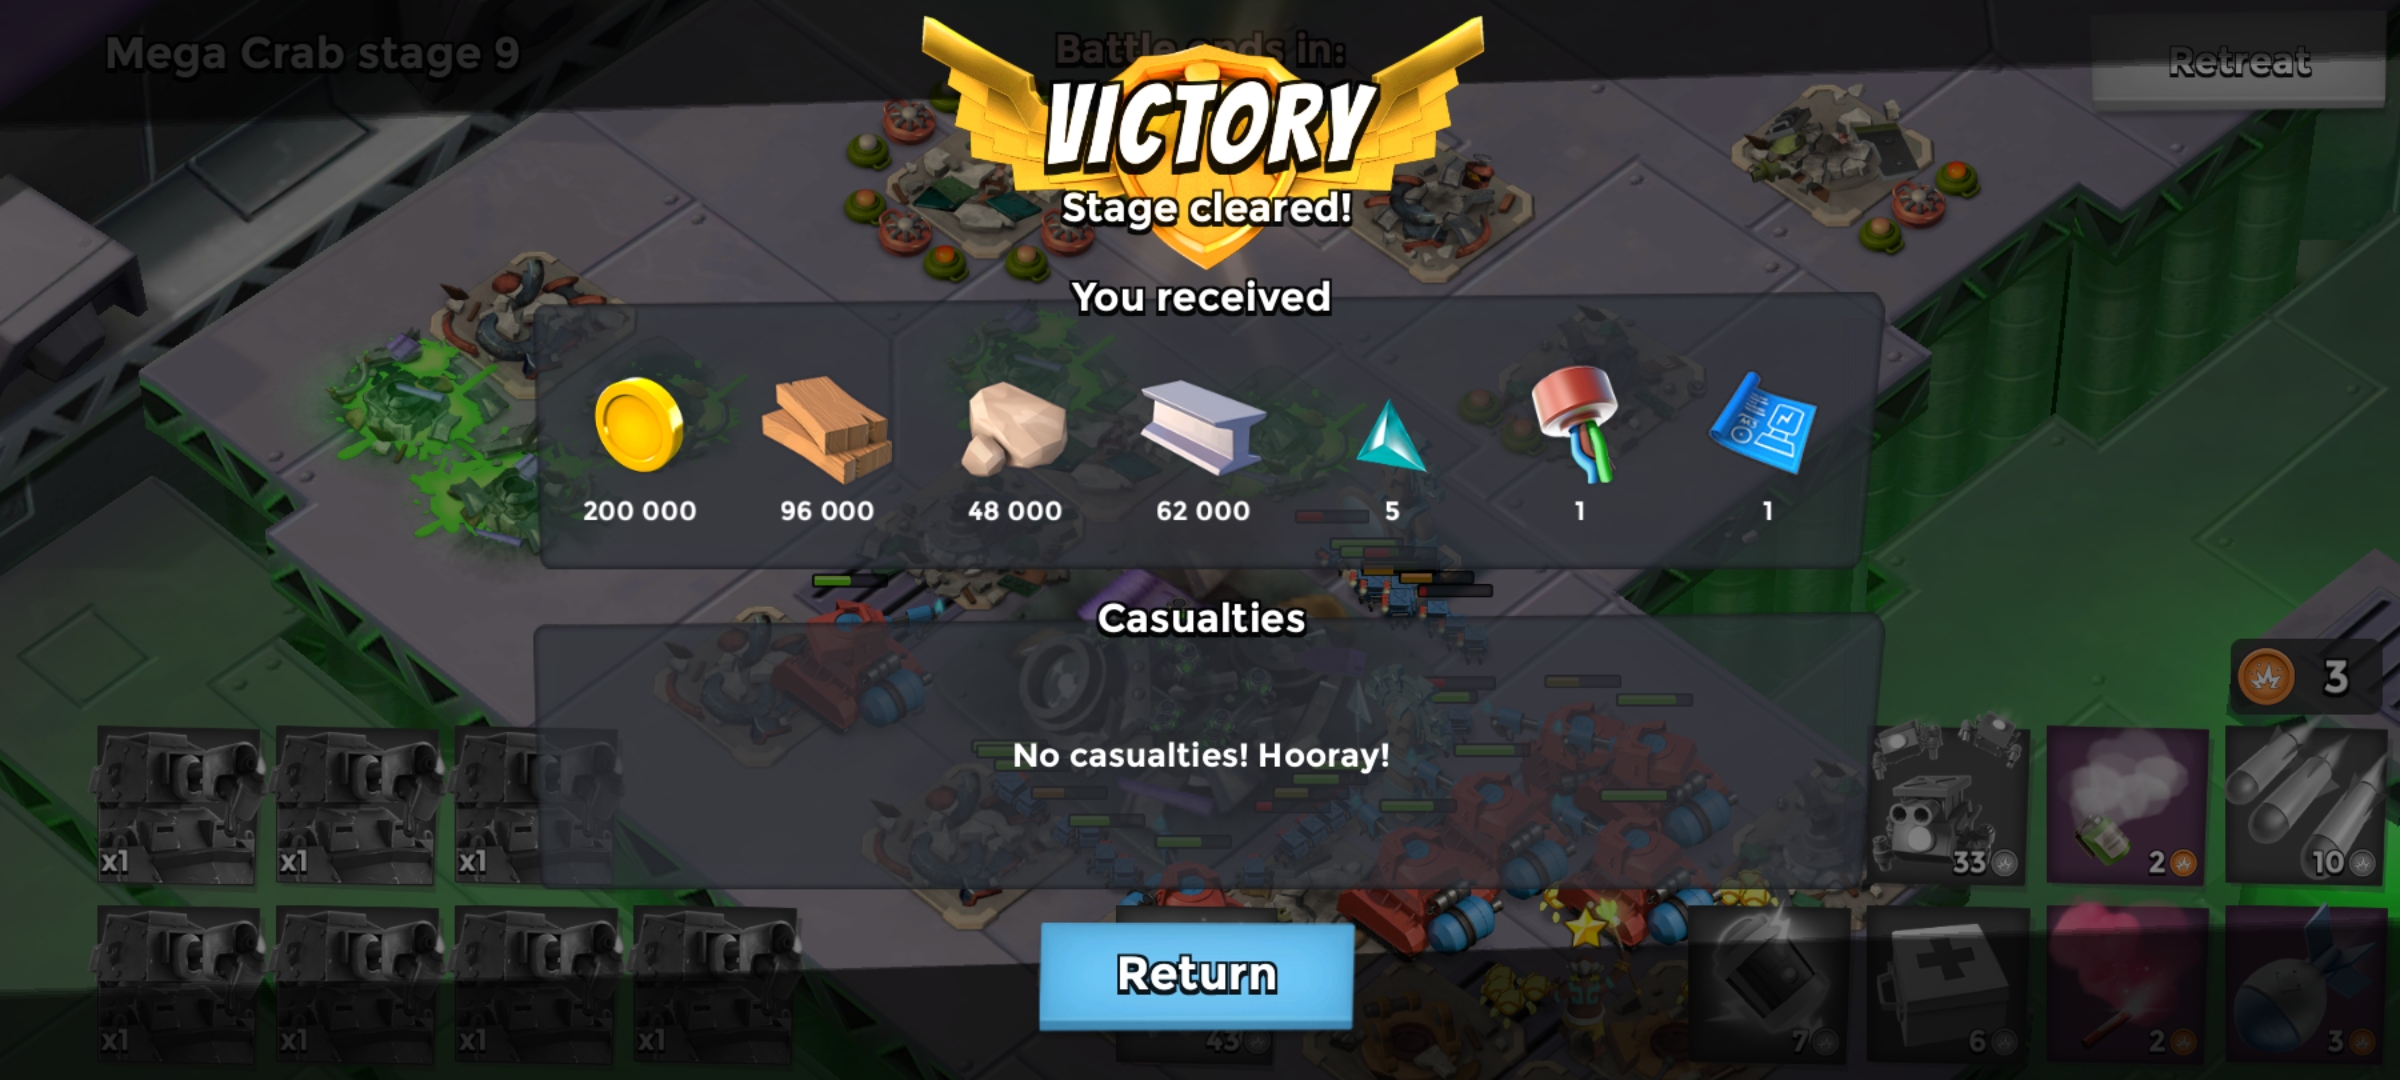 Mega Crab stage 9
Battle ends in:
Retreat
VICTORY
Stage cleared!
You received
200 000
96 000
48 000
62 000
5
1
1
Casualties
No casualties! Hooray!
3
x1
x1
x1
33
2
10
x1
x1
x1
x1
Return
43
7
6
2
3